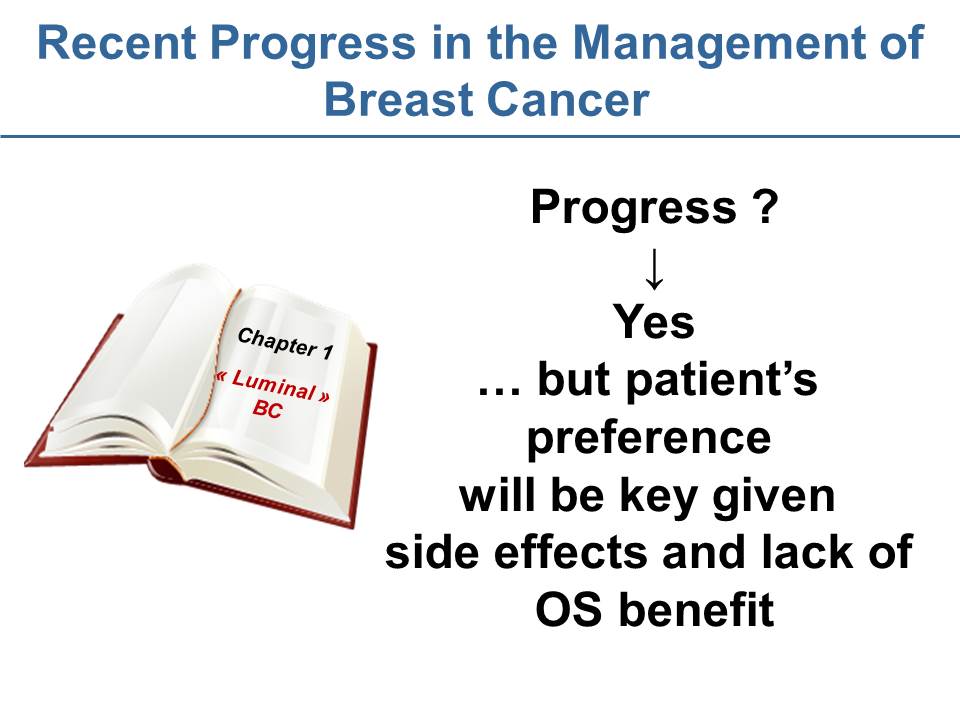 Recent Progress in the Management of
Breast Cancer
Chapter 1
« Luminal »
BC
Progress ?
↓
Yes
… but patient’s
preference
will be key given
side effects and lack of
OS benefit